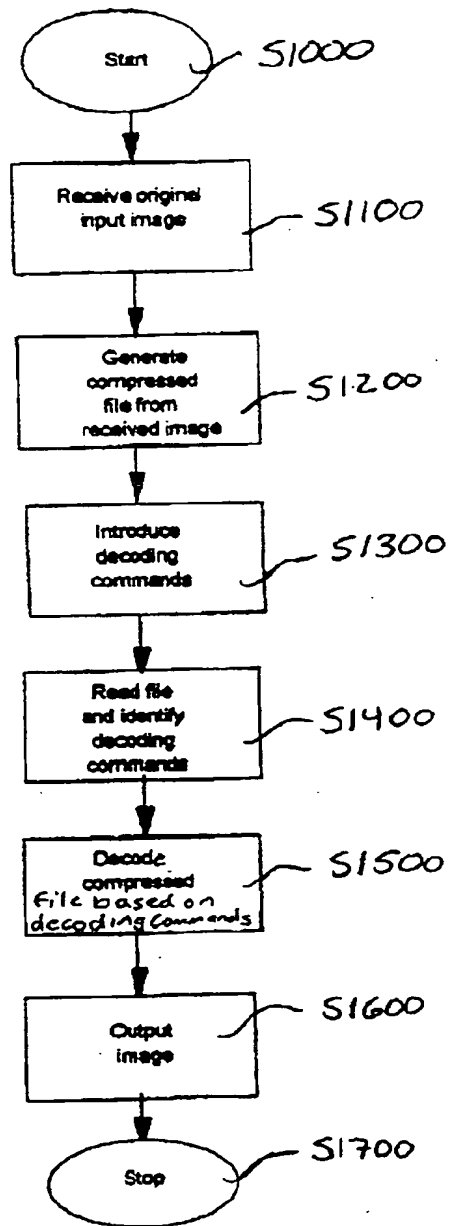 Start
S1000
Receive original
input image
S1100
Generate
compressed
file from
received image
S1200
Introduce
decoding
commands
S1300
Read file
and identify
decoding
commands
S1400
Decode
compressed
File based on
decoding Commands
S1500
Output
image
S1600
Stop
S1700